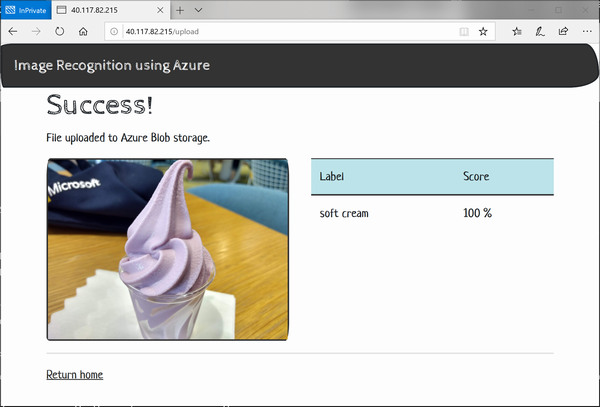 InPrivate
40.117.82.215
40.117.82.215/upload
Image Recognition using Azure
Success!
File uploaded to Azure Blob storage.
Microsoft
Label Score
soft cream 100 %
Return home